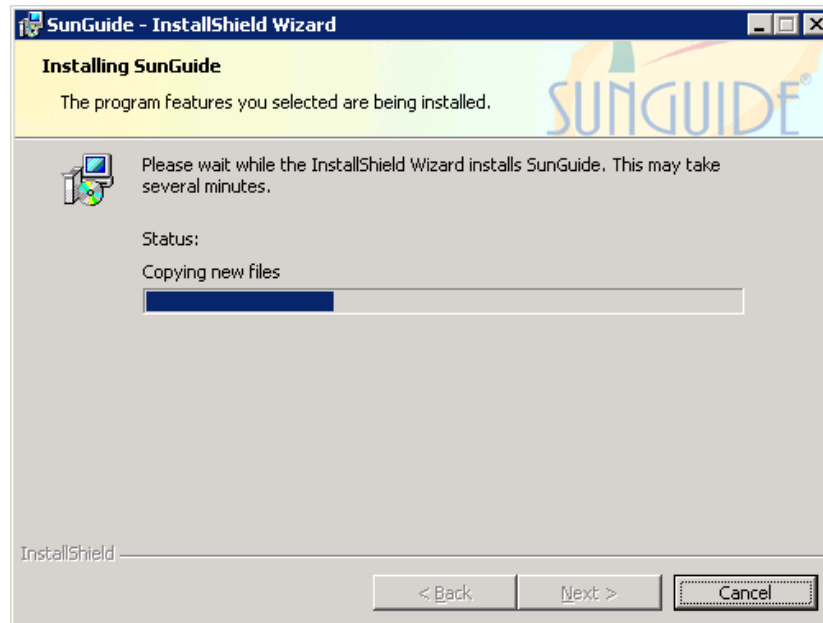 SunGuide - InstallShield Wizard
Installing SunGuide
The program features you selected are being installed.
SUNGUIDE®
Please wait while the InstallShield Wizard installs SunGuide. This may take
several minutes.
Status:
Copying new files
InstallShield
< Back
Next >
Cancel